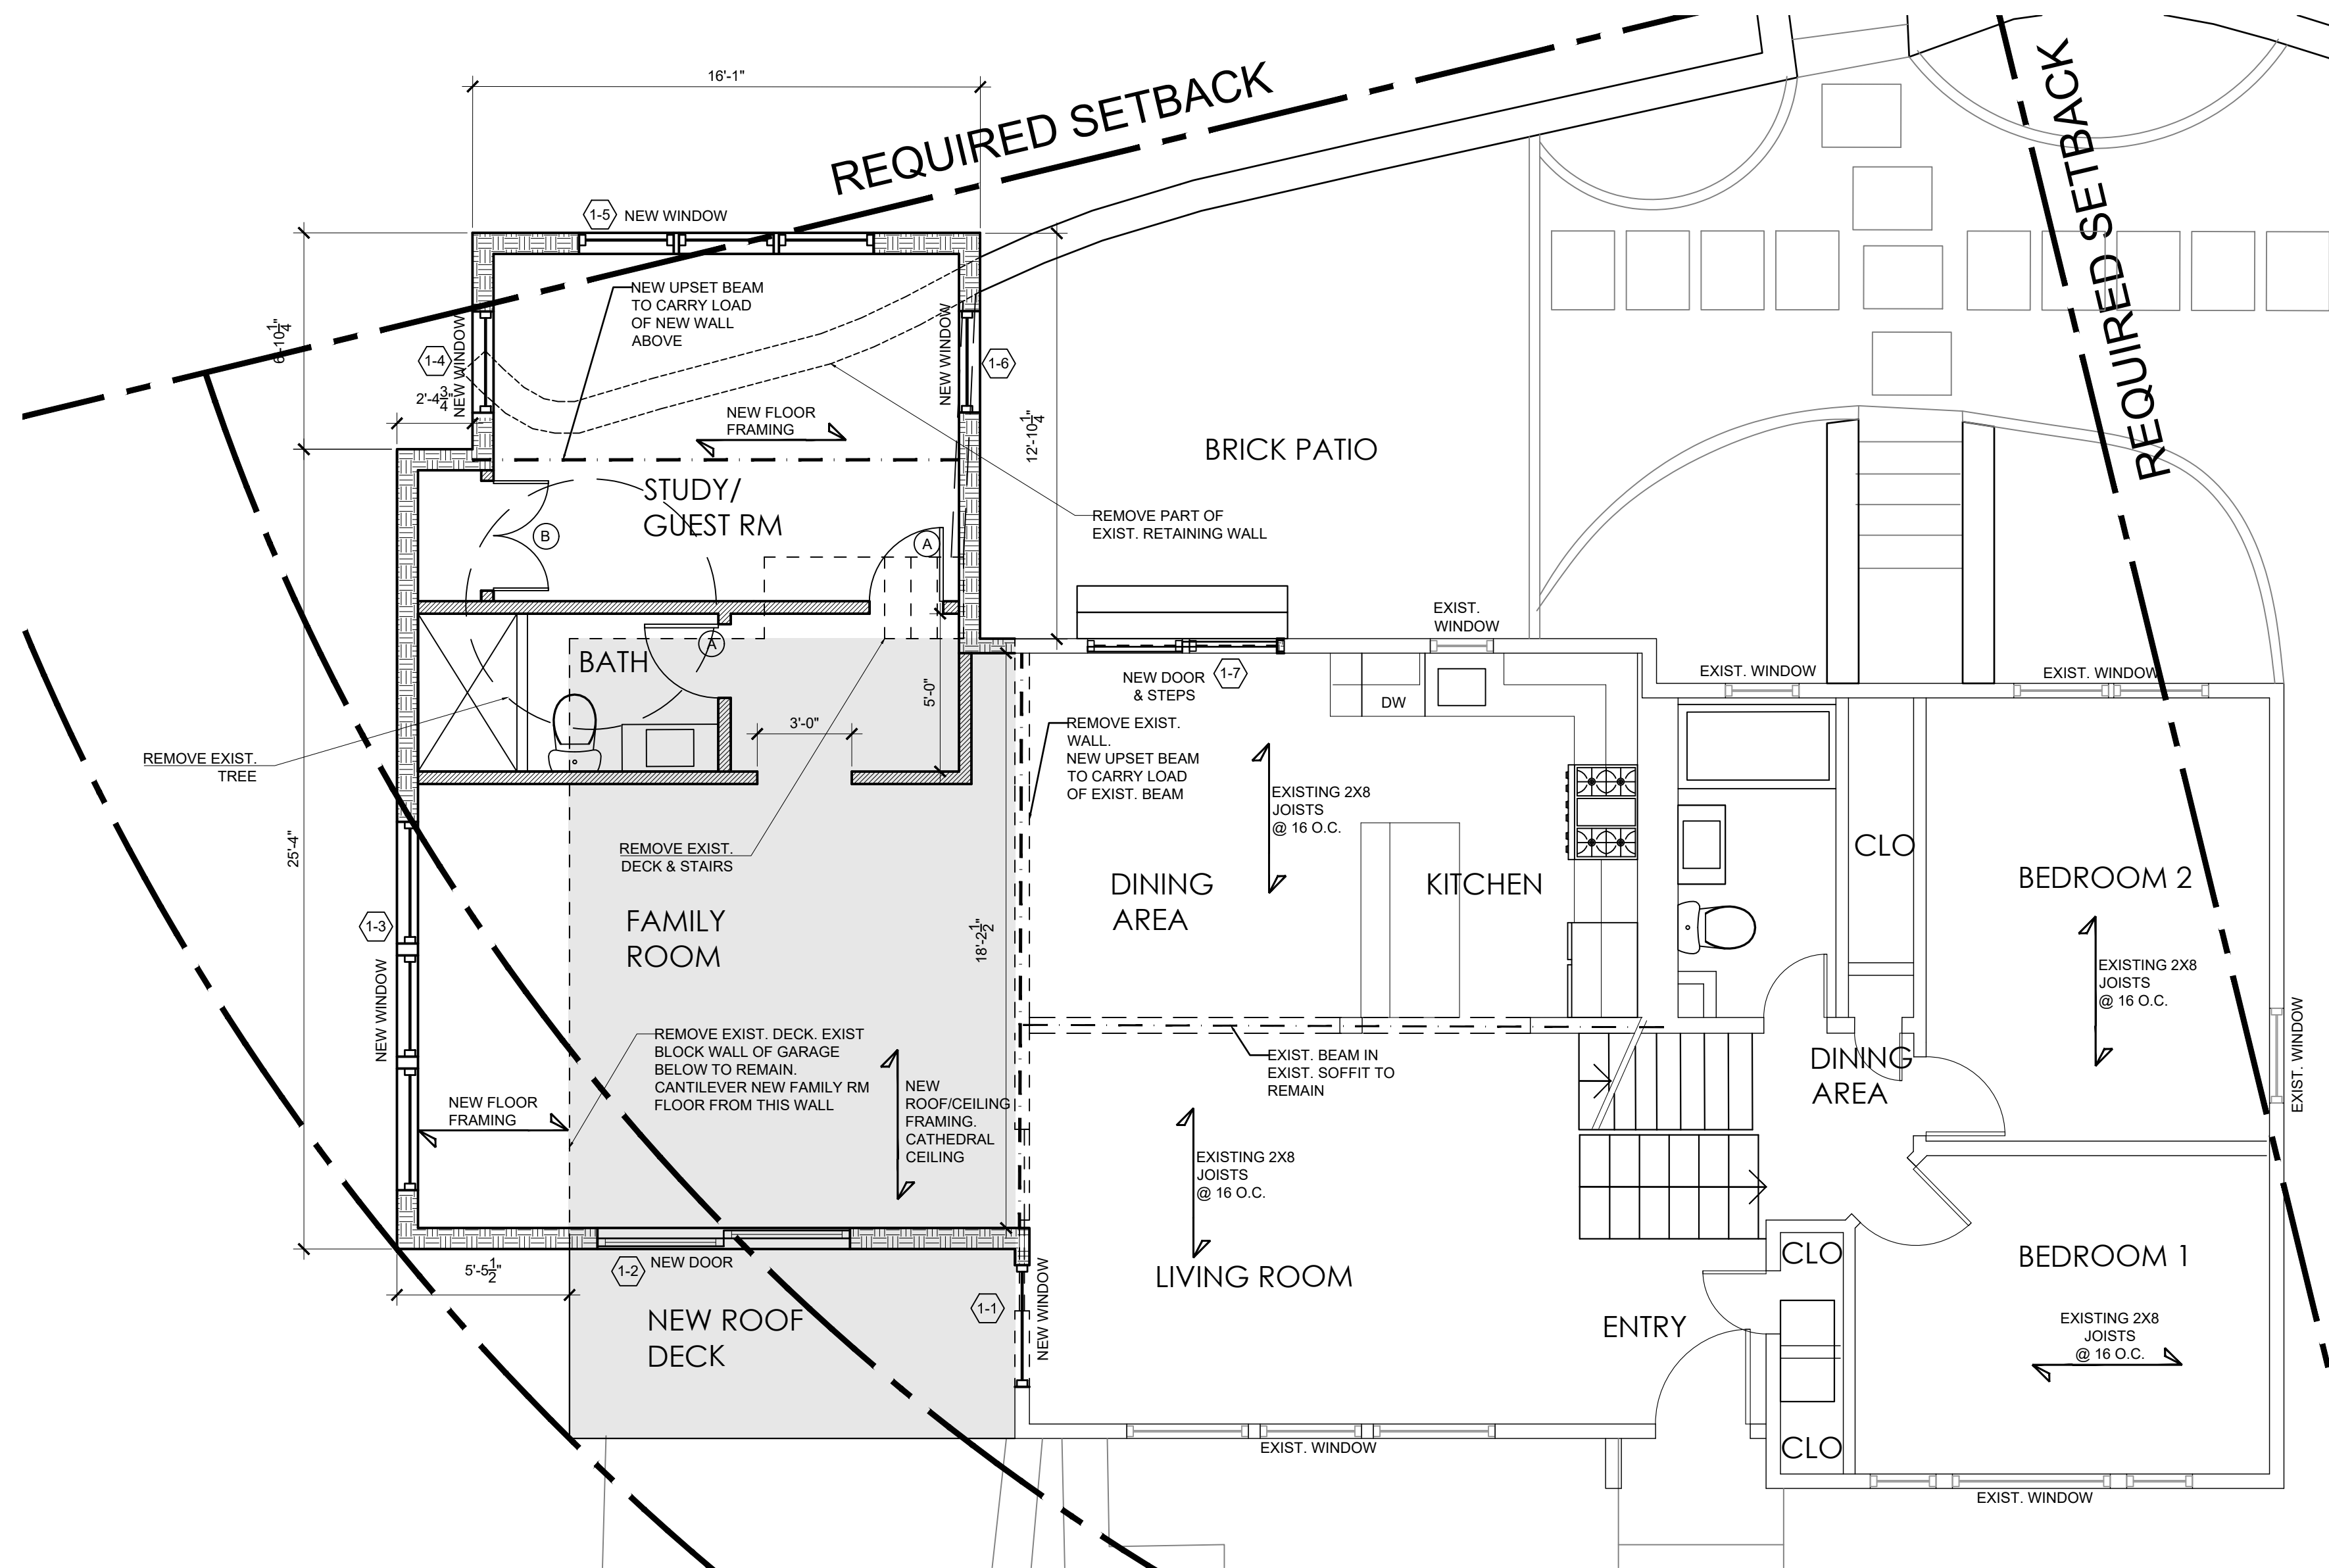 16'-1"
REQUIRED SETBACK
REQUIRED SETBACK
REQUIRED SETBACK
1-5
NEW WINDOW
NEW UPSET BEAM
TO CARRY LOAD
OF NEW WALL
ABOVE
6'-10 1/4"
1-4
NEW WINDOW
2'-4 3/4"
NEW WINDOW
1-6
NEW FLOOR
FRAMING
12'-10 1/4"
BRICK PATIO
STUDY/
GUEST RM
B
A
REMOVE PART OF
EXIST. RETAINING WALL
EXIST.
WINDOW
BATH
A
5'-0"
3'-0"
NEW DOOR
& STEPS
1-7
DW
EXIST. WINDOW
EXIST. WINDOW
REMOVE EXIST.
TREE
REMOVE EXIST.
WALL.
NEW UPSET BEAM
TO CARRY LOAD
OF EXIST. BEAM
EXISTING 2X8
JOISTS
@ 16 O.C.
25'-4"
REMOVE EXIST.
DECK & STAIRS
DINING
AREA
KITCHEN
CLO
BEDROOM 2
FAMILY
ROOM
1-3
NEW WINDOW
18'-2 1/2"
EXISTING 2X8
JOISTS
@ 16 O.C.
EXIST. WINDOW
REMOVE EXIST. DECK. EXIST
BLOCK WALL OF GARAGE
BELOW TO REMAIN.
CANTILEVER NEW FAMILY RM
FLOOR FROM THIS WALL
NEW
ROOF/CEILING
FRAMING.
CATHEDRAL
CEILING
NEW FLOOR
FRAMING
EXIST. BEAM IN
EXIST. SOFFIT TO
REMAIN
DINING
AREA
EXISTING 2X8
JOISTS
@ 16 O.C.
5'-5 1/2"
1-2
NEW DOOR
1-1
NEW WINDOW
LIVING ROOM
CLO
BEDROOM 1
NEW ROOF
DECK
ENTRY
EXISTING 2X8
JOISTS
@ 16 O.C.
EXIST. WINDOW
CLO
EXIST. WINDOW